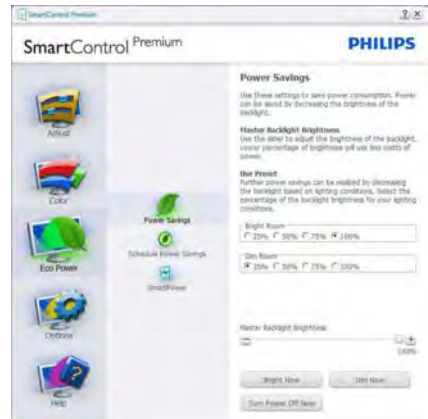 SmartControl Premium
? X
SmartControl Premium
PHILIPS
Adjust
Color
Eco Power
Options
Help
Power Savings
Schedule Power Savings
SmartPower
Power Savings
Use these settings to save power consumption. Power
can be saved by decreasing the brightness of the
backlight.
Master Backlight Brightness
Use the slider to adjust the brightness of the backlight.
Lower percentage of brightness will use less watts of
power.
Use Preset
Further power savings can be realized by decreasing
the backlight based on lighting conditions. Select the
percentage of the backlight brightness for your lighting
conditions.
Bright Room
25% 50% 75% 100%
Dim Room
25% 50% 75% 100%
Master Backlight Brightness
100%
Bright Now
Dim Now
Turn Power Off Now